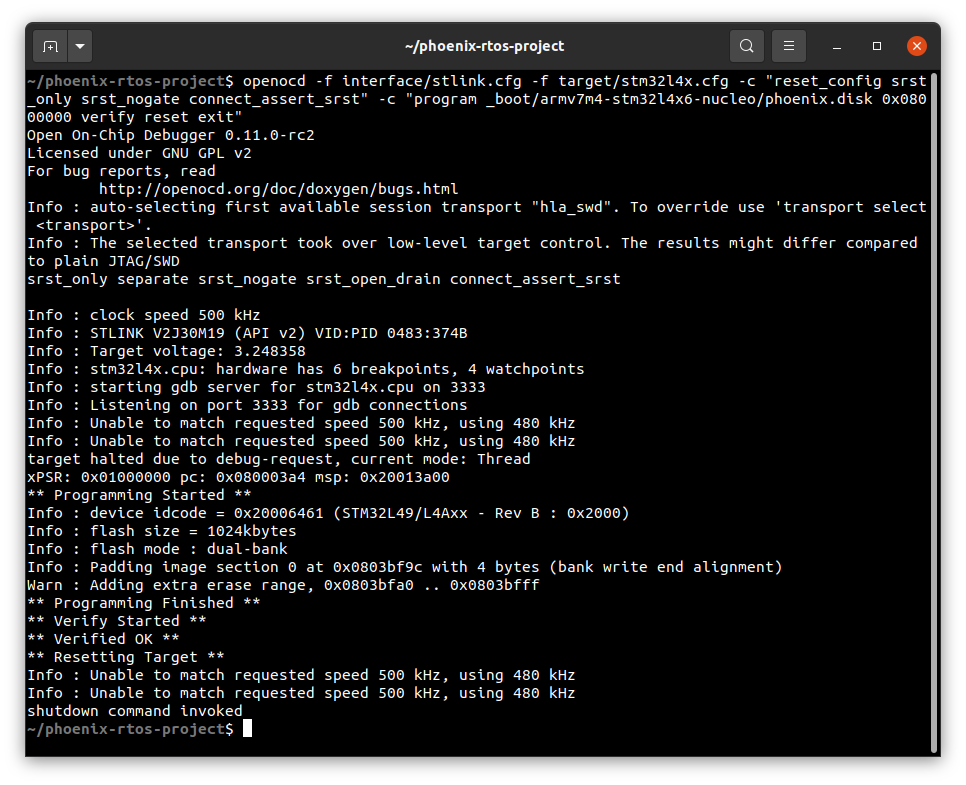 ~/phoenix-rtos-project
~/phoenix-rtos-project$ openocd -f interface/stlink.cfg -f target/stm32l4x.cfg -c "reset_config srst
_only srst_nogate connect_assert_srst" -c "program _boot/armv7m4-stm32l4x6-nucleo/phoenix.disk 0x080
00000 verify reset exit"
Open On-Chip Debugger 0.11.0-rc2
Licensed under GNU GPL v2
For bug reports, read
        http://openocd.org/doc/doxygen/bugs.html
Info : auto-selecting first available session transport "hla_swd". To override use 'transport select
 <transport>'.
Info : The selected transport took over low-level target control. The results might differ compared
to plain JTAG/SWD
srst_only separate srst_nogate srst_open_drain connect_assert_srst

Info : clock speed 500 kHz
Info : STLINK V2J30M19 (API v2) VID:PID 0483:374B
Info : Target voltage: 3.248358
Info : stm32l4x.cpu: hardware has 6 breakpoints, 4 watchpoints
Info : starting gdb server for stm32l4x.cpu on 3333
Info : Listening on port 3333 for gdb connections
Info : Unable to match requested speed 500 kHz, using 480 kHz
Info : Unable to match requested speed 500 kHz, using 480 kHz
target halted due to debug-request, current mode: Thread
xPSR: 0x01000000 pc: 0x080003a4 msp: 0x20013a00
** Programming Started **
Info : device idcode = 0x20006461 (STM32L49/L4Axx - Rev B : 0x2000)
Info : flash size = 1024kbytes
Info : flash mode : dual-bank
Info : Padding image section 0 at 0x0803bf9c with 4 bytes (bank write end alignment)
Warn : Adding extra erase range, 0x0803bfa0 .. 0x0803bfff
** Programming Finished **
** Verify Started **
** Verified OK **
** Resetting Target **
Info : Unable to match requested speed 500 kHz, using 480 kHz
Info : Unable to match requested speed 500 kHz, using 480 kHz
shutdown command invoked
~/phoenix-rtos-project$